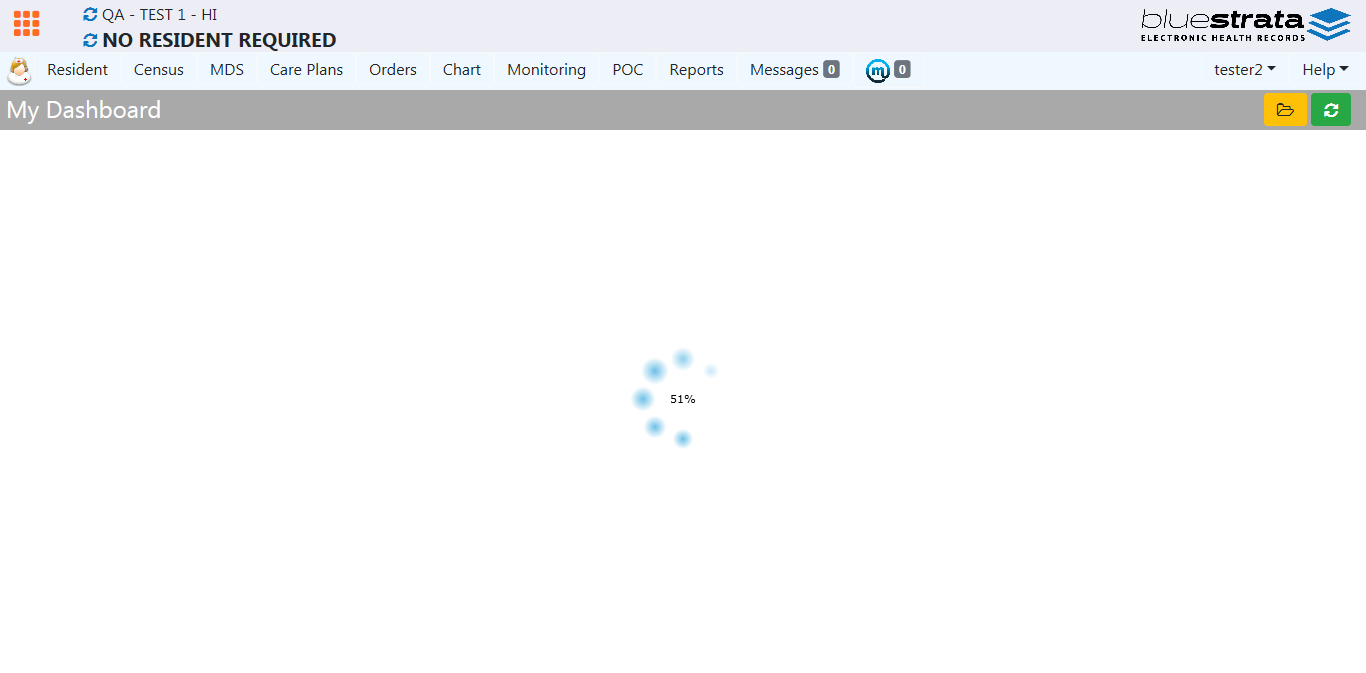 QA - TEST 1 - HI
NO RESIDENT REQUIRED
bluestrata
ELECTRONIC HEALTH RECORDS
Resident Census MDS Care Plans Orders Chart Monitoring POC Reports Messages 0 m 0 tester2 Help
My Dashboard
51%